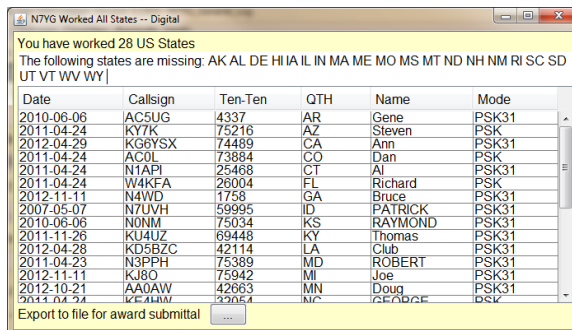 N7YG Worked All States -- Digital
You have worked 28 US States
The following states are missing: AK AL DE HI IA IL IN MA ME MO MS MT ND NH NM RI SC SD
UT VT WV WY
Date Callsign Ten-Ten QTH Name Mode
2010-06-06 AC5UG 4337 AR Gene PSK31
2011-04-24 KY7K 75216 AZ Steven PSK
2012-04-29 KG6YSX 74489 CA Ann PSK31
2011-04-24 AC0L 73884 CO Dan PSK
2011-04-24 N1API 25468 CT Al PSK31
2011-04-24 W4KFA 26004 FL Richard PSK
2012-11-11 N4WD 1758 GA Bruce PSK31
2007-05-07 N7UVH 59995 ID PATRICK PSK31
2010-06-06 N0NM 75034 KS RAYMOND PSK31
2011-11-26 KU4UZ 69448 KY Thomas PSK31
2012-04-28 KD5BZC 42114 LA Club PSK31
2011-04-23 N3PPH 75389 MD ROBERT PSK31
2012-11-11 KJ8O 75942 MI Joe PSK31
2012-10-21 AA0AW 42663 MN Doug PSK31
2011-04-24 KE4HW 32054 NC GEORGE PSK
Export to file for award submittal ...